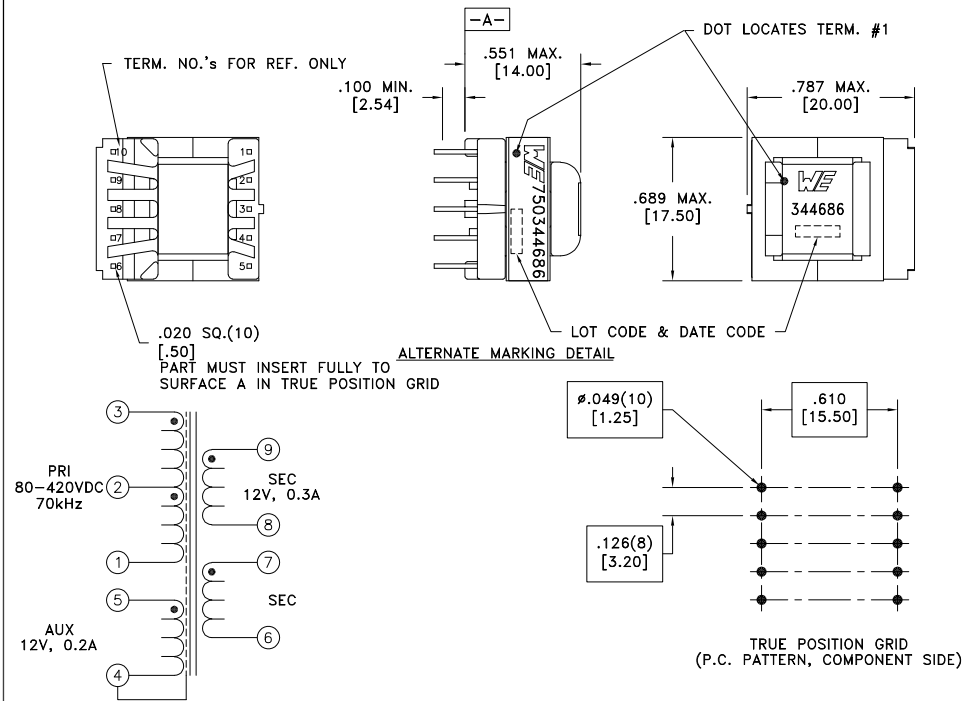 -A-
DOT LOCATES TERM. #1
.551 MAX.
[14.00]
TERM. NO.'s FOR REF. ONLY
.100 MIN.
[2.54]
.787 MAX.
[20.00]
10
9
8
7
6
1
2
3
4
5
WE 750344686
.689 MAX.
[17.50]
WE
344686
LOT CODE & DATE CODE
.020 SQ.(10)
[.50]
PART MUST INSERT FULLY TO
SURFACE A IN TRUE POSITION GRID
ALTERNATE MARKING DETAIL
3
PRI
80-420VDC
70kHz
2
1
5
AUX
12V, 0.2A
4
9
SEC
12V, 0.3A
8
7
SEC
6
ø.049(10)
[1.25]
.610
[15.50]
.126(8)
[3.20]
TRUE POSITION GRID
(P.C. PATTERN, COMPONENT SIDE)